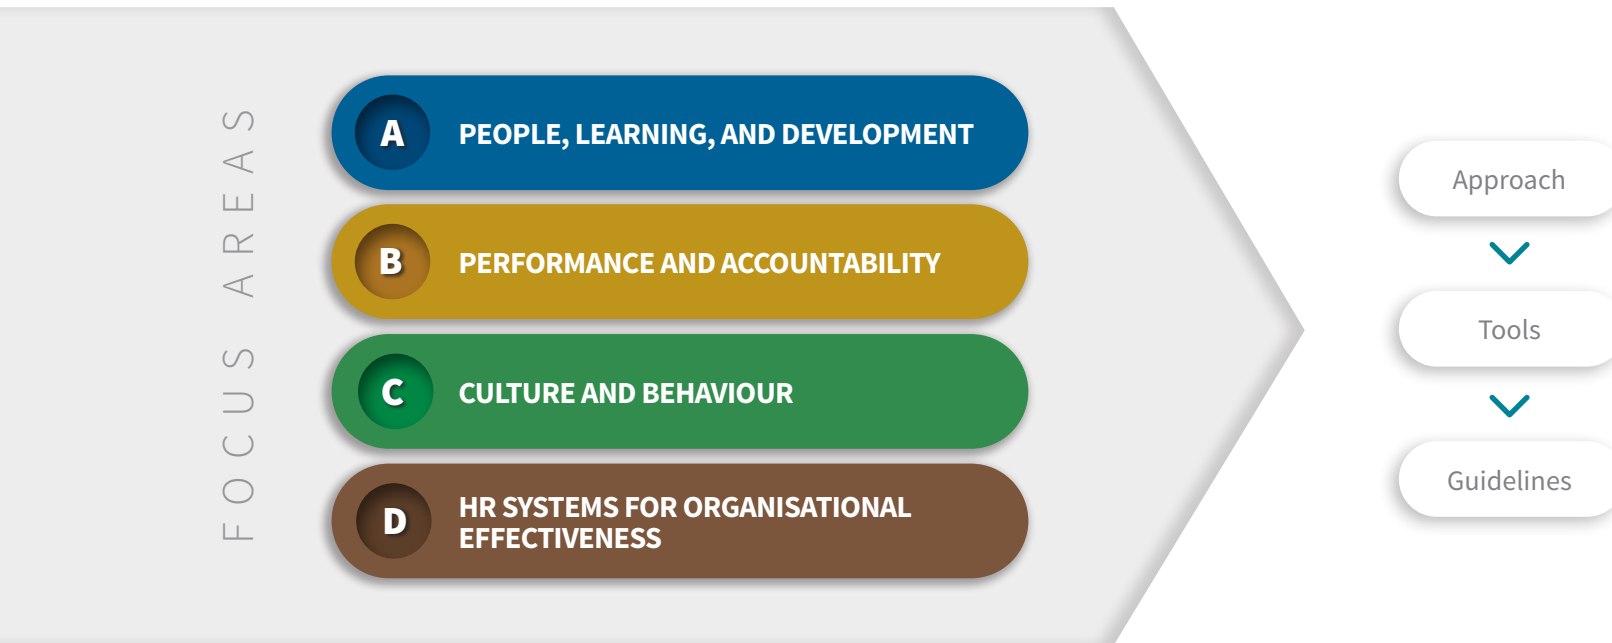 FOCUS AREAS
A
PEOPLE, LEARNING, AND DEVELOPMENT
B
PERFORMANCE AND ACCOUNTABILITY
C
CULTURE AND BEHAVIOUR
D
HR SYSTEMS FOR ORGANISATIONAL
EFFECTIVENESS
Approach
Tools
Guidelines